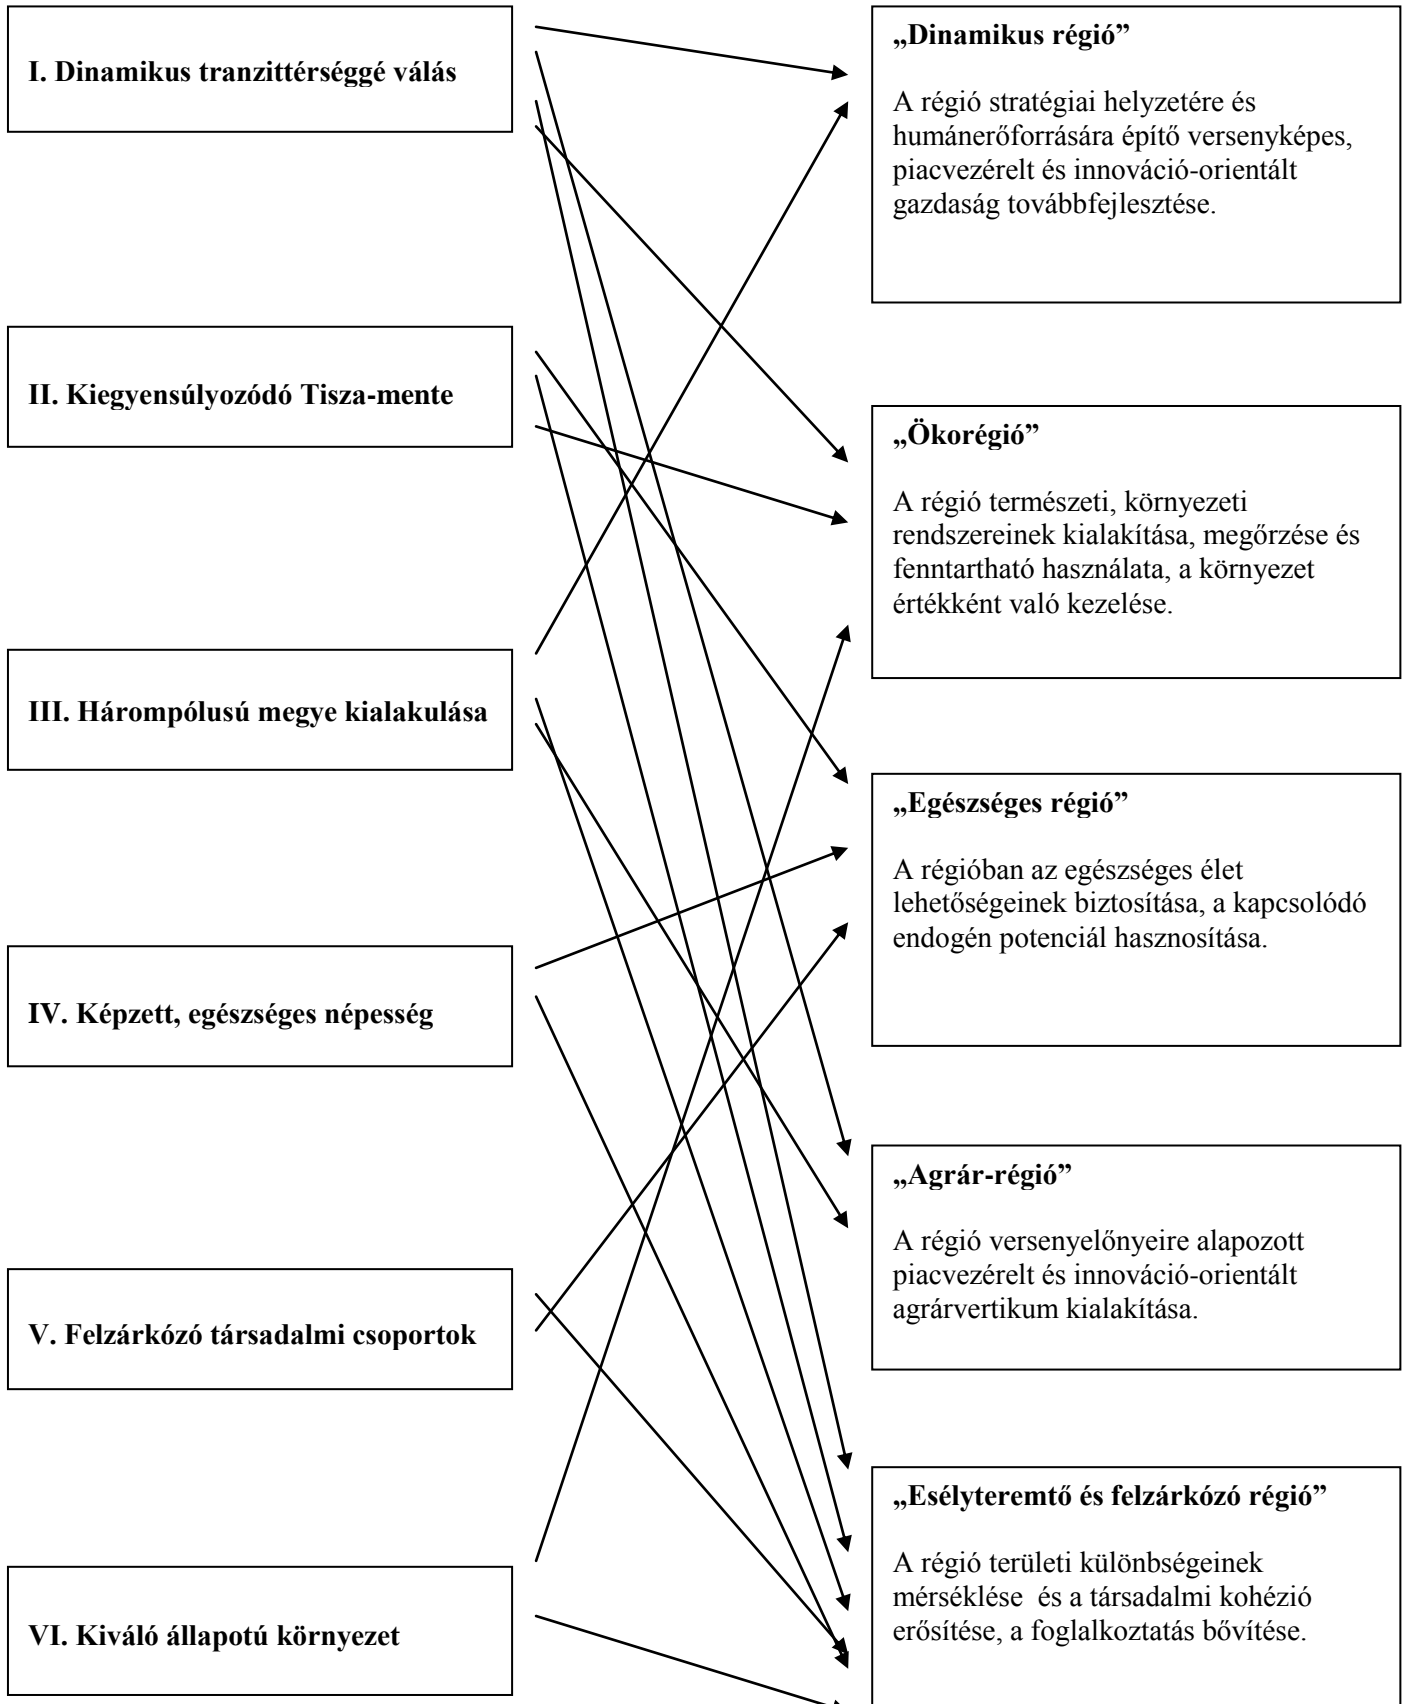 I. Dinamikus tranzittérséggé válás
II. Kiegyensúlyozódó Tisza-mente
III. Hárompólusú megye kialakulása
IV. Képzett, egészséges népesség
V. Felzárkózó társadalmi csoportok
VI. Kiváló állapotú környezet
„Dinamikus régió”
A régió stratégiai helyzetére és
humánerőforrására építő versenyképes,
piacvezérelt és innováció-orientált
gazdaság továbbfejlesztése.
„Ökorégió”
A régió természeti, környezeti
rendszereinek kialakítása, megőrzése és
fenntartható használata, a környezet
értékként való kezelése.
„Egészséges régió”
A régióban az egészséges élet
lehetőségeinek biztosítása, a kapcsolódó
endogén potenciál hasznosítása.
„Agrár-régió”
A régió versenyelőnyeire alapozott
piacvezérelt és innováció-orientált
agrárvertikum kialakítása.
„Esélyteremtő és felzárkózó régió”
A régió területi különbségeinek
mérséklése  és a társadalmi kohézió
erősítése, a foglalkoztatás bővítése.